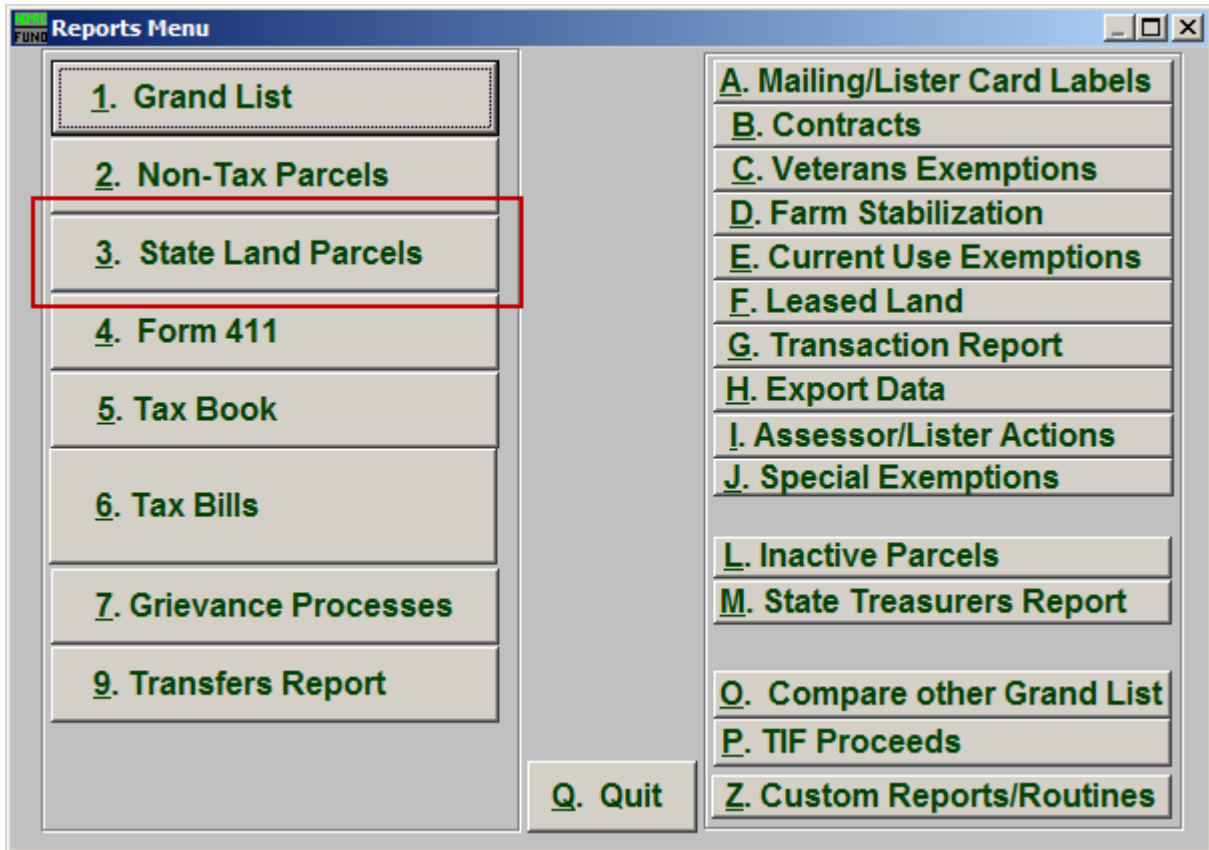 FUND
Reports Menu
1. Grand List
2. Non-Tax Parcels
3. State Land Parcels
4. Form 411
5. Tax Book
6. Tax Bills
7. Grievance Processes
9. Transfers Report
Q. Quit
A. Mailing/Lister Card Labels
B. Contracts
C. Veterans Exemptions
D. Farm Stabilization
E. Current Use Exemptions
F. Leased Land
G. Transaction Report
H. Export Data
I. Assessor/Lister Actions
J. Special Exemptions
L. Inactive Parcels
M. State Treasurers Report
O. Compare other Grand List
P. TIF Proceeds
Z. Custom Reports/Routines